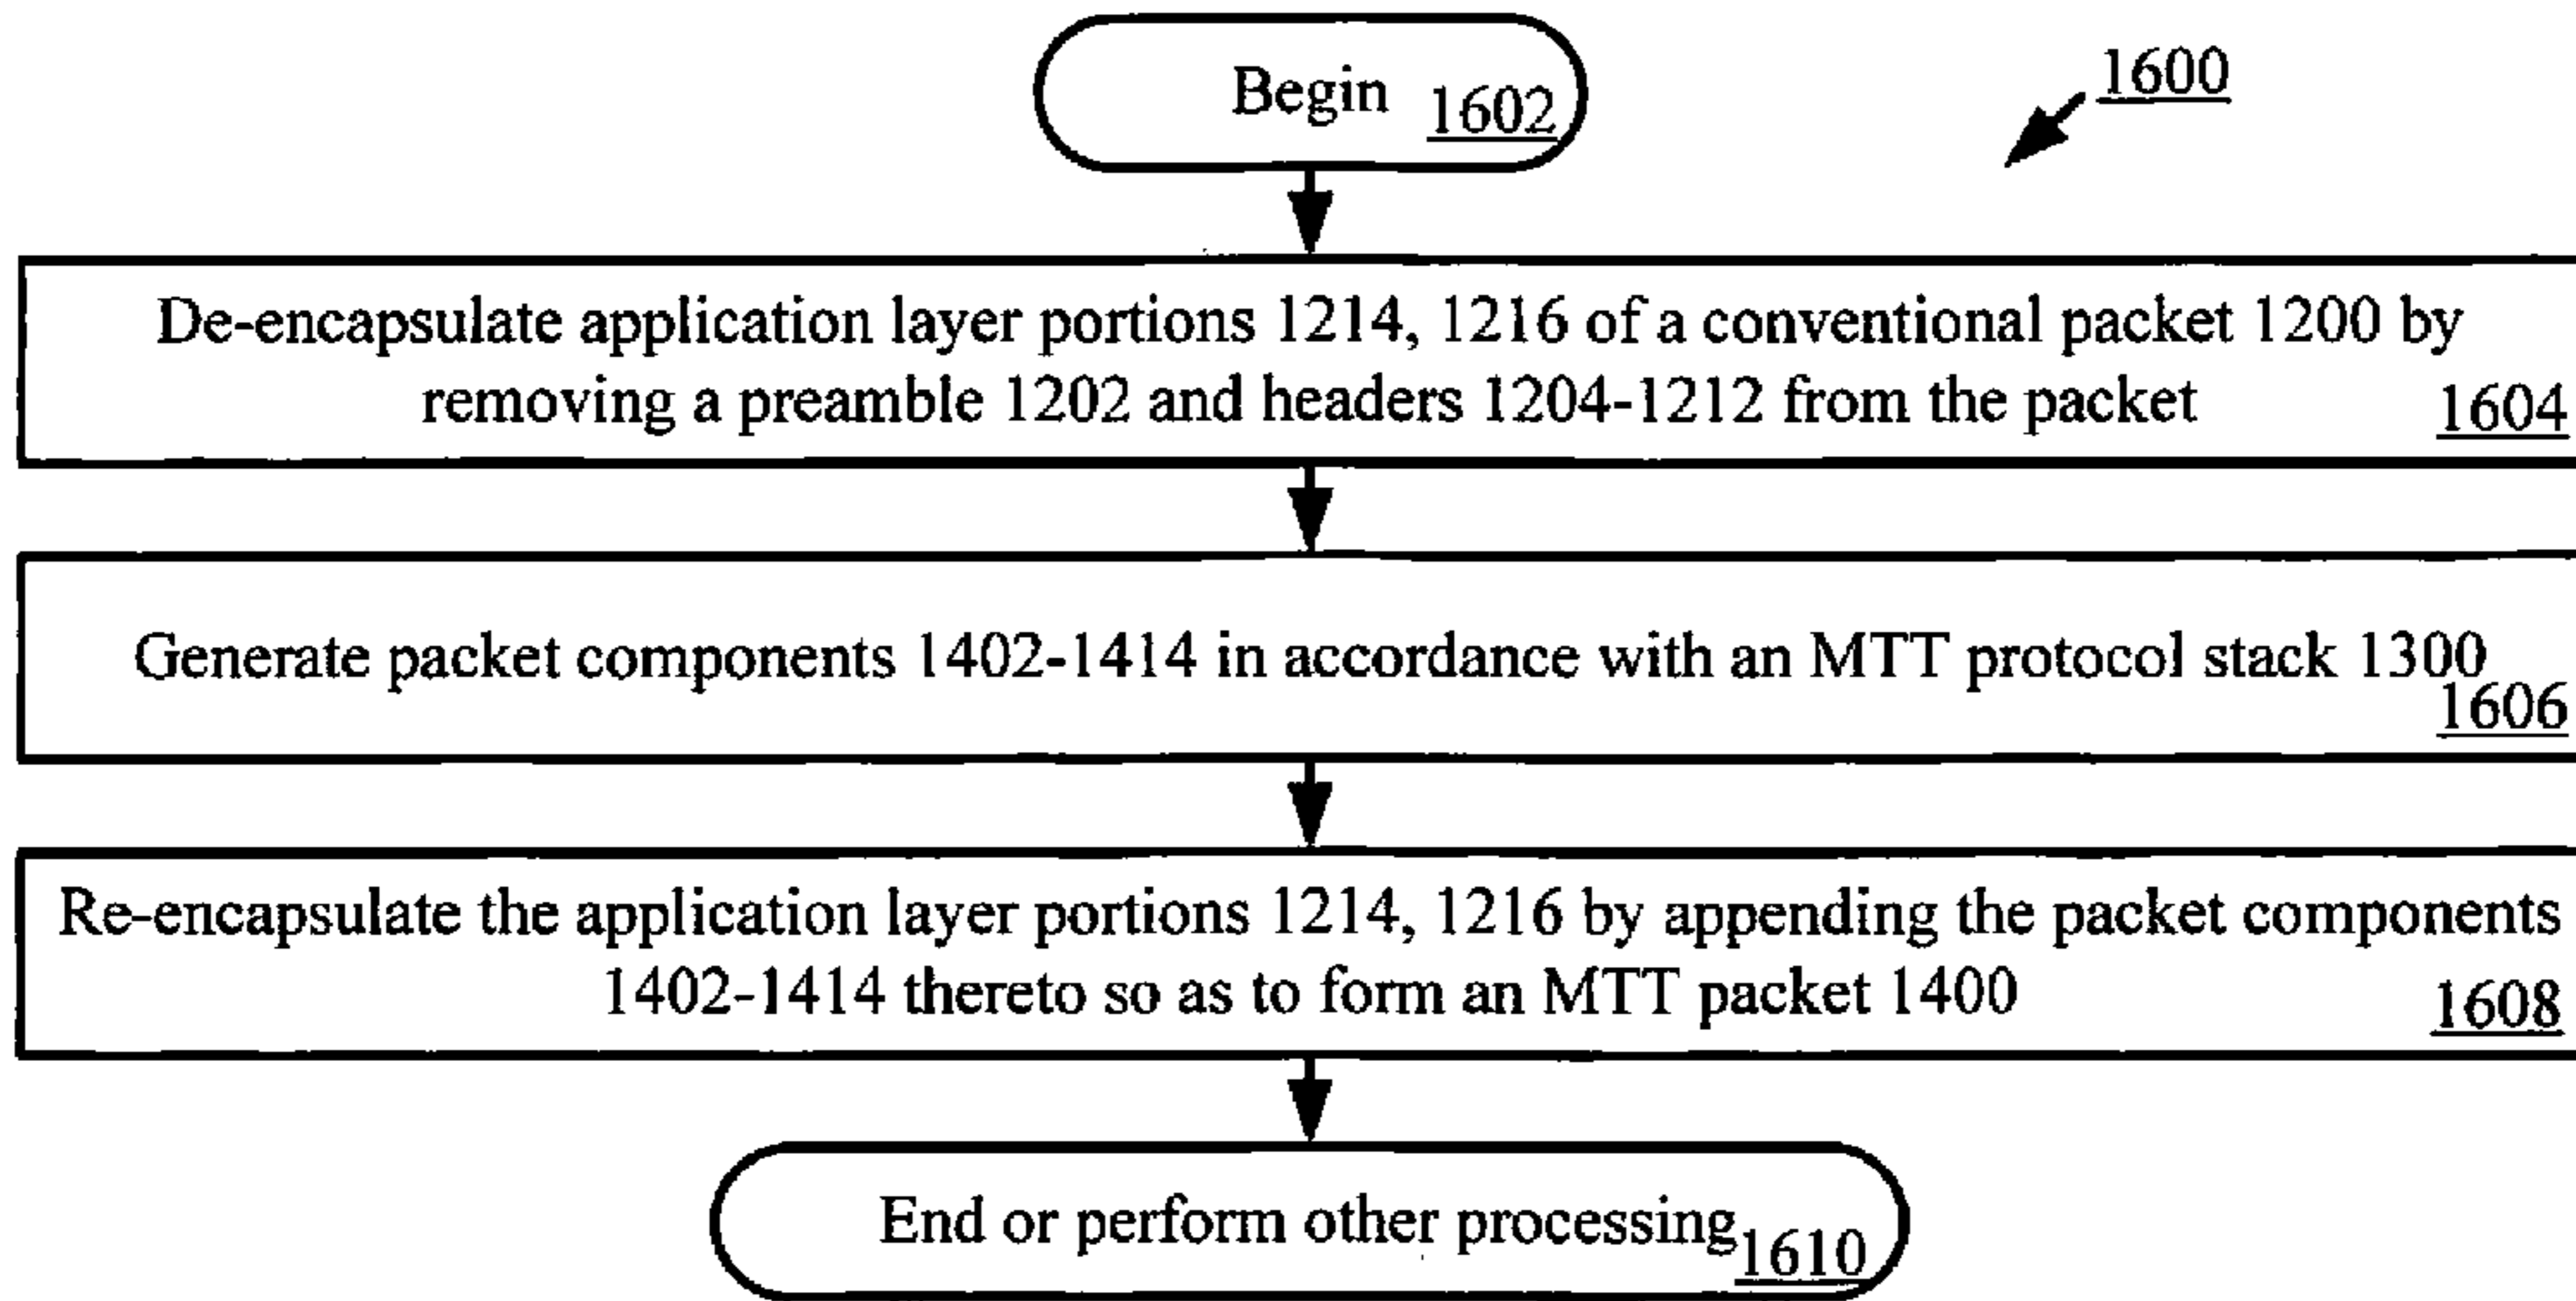 1600
Begin 1602
De-encapsulate application layer portions 1214, 1216 of a conventional packet 1200 by
removing a preamble 1202 and headers 1204-1212 from the packet
1604
Generate packet components 1402-1414 in accordance with an MTT protocol stack 1300
1606
Re-encapsulate the application layer portions 1214, 1216 by appending the packet components
1402-1414 thereto so as to form an MTT packet 1400
1608
End or perform other processing
1610